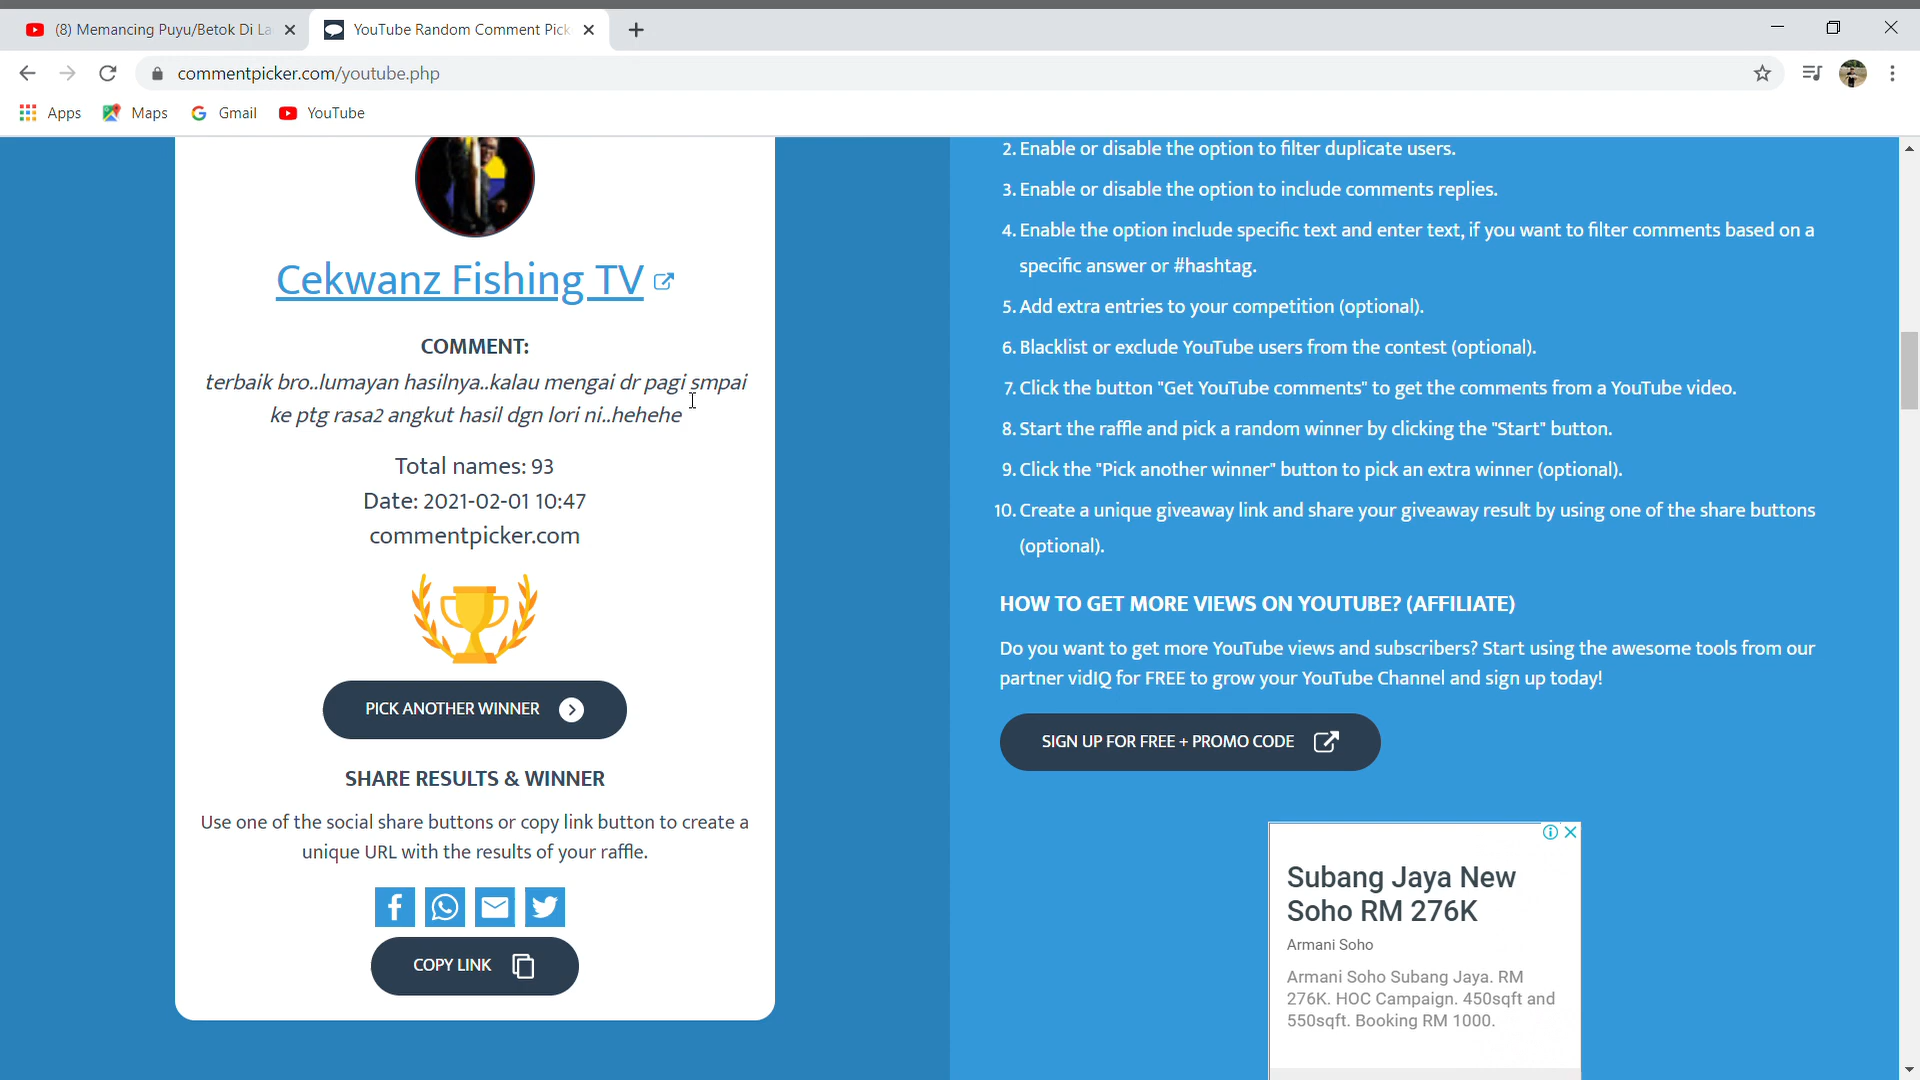 (8) Memancing Puyu/Betok Di La
YouTube Random Comment Pick
commentpicker.com/youtube.php
Apps
Maps
Gmail
YouTube
Cekwanz Fishing TV
COMMENT:
terbaik bro..lumayan hasilnya..kalau mengai dr pagi smpai
ke ptg rasa2 angkut hasil dgn lori ni..hehehe
Total names: 93
Date: 2021-02-01 10:47
commentpicker.com
PICK ANOTHER WINNER
SHARE RESULTS & WINNER
Use one of the social share buttons or copy link button to create a
unique URL with the results of your raffle.
COPY LINK
2. Enable or disable the option to filter duplicate users.
3. Enable or disable the option to include comments replies.
4. Enable the option include specific text and enter text, if you want to filter comments based on a
specific answer or #hashtag.
5. Add extra entries to your competition (optional).
6. Blacklist or exclude YouTube users from the contest (optional).
7. Click the button "Get YouTube comments" to get the comments from a YouTube video.
8. Start the raffle and pick a random winner by clicking the "Start" button.
9. Click the "Pick another winner" button to pick an extra winner (optional).
10. Create a unique giveaway link and share your giveaway result by using one of the share buttons
(optional).
HOW TO GET MORE VIEWS ON YOUTUBE? (AFFILIATE)
Do you want to get more YouTube views and subscribers? Start using the awesome tools from our
partner vidIQ for FREE to grow your YouTube Channel and sign up today!
SIGN UP FOR FREE + PROMO CODE
Subang Jaya New
Soho RM 276K
Armani Soho
Armani Soho Subang Jaya. RM
276K. HOC Campaign. 450sqft and
550sqft. Booking RM 1000.